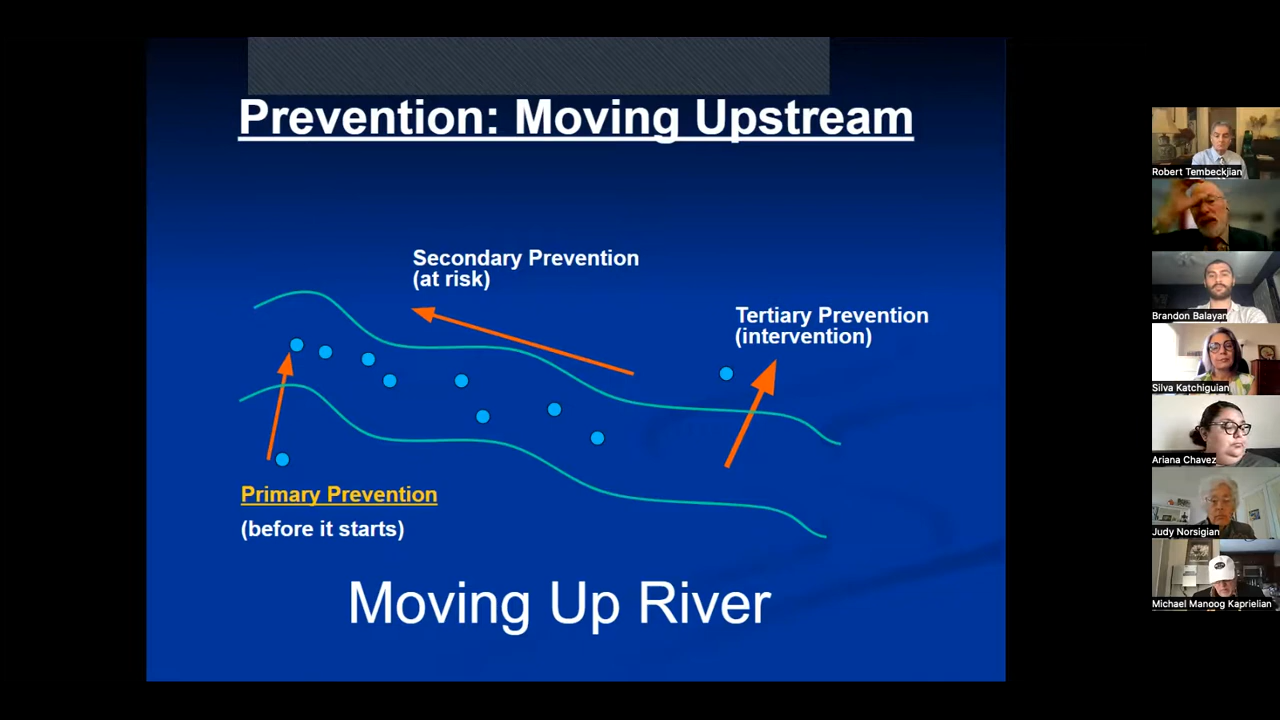 Prevention: Moving Upstream
Secondary Prevention
(at risk)
Tertiary Prevention
(intervention)
Primary Prevention
(before it starts)
Moving Up River
Robert Tembeckjian
Brandon Balayan
Silva Katchiguian
Ariana Chavez
Judy Norsigian
Michael Manoog Kaprielian